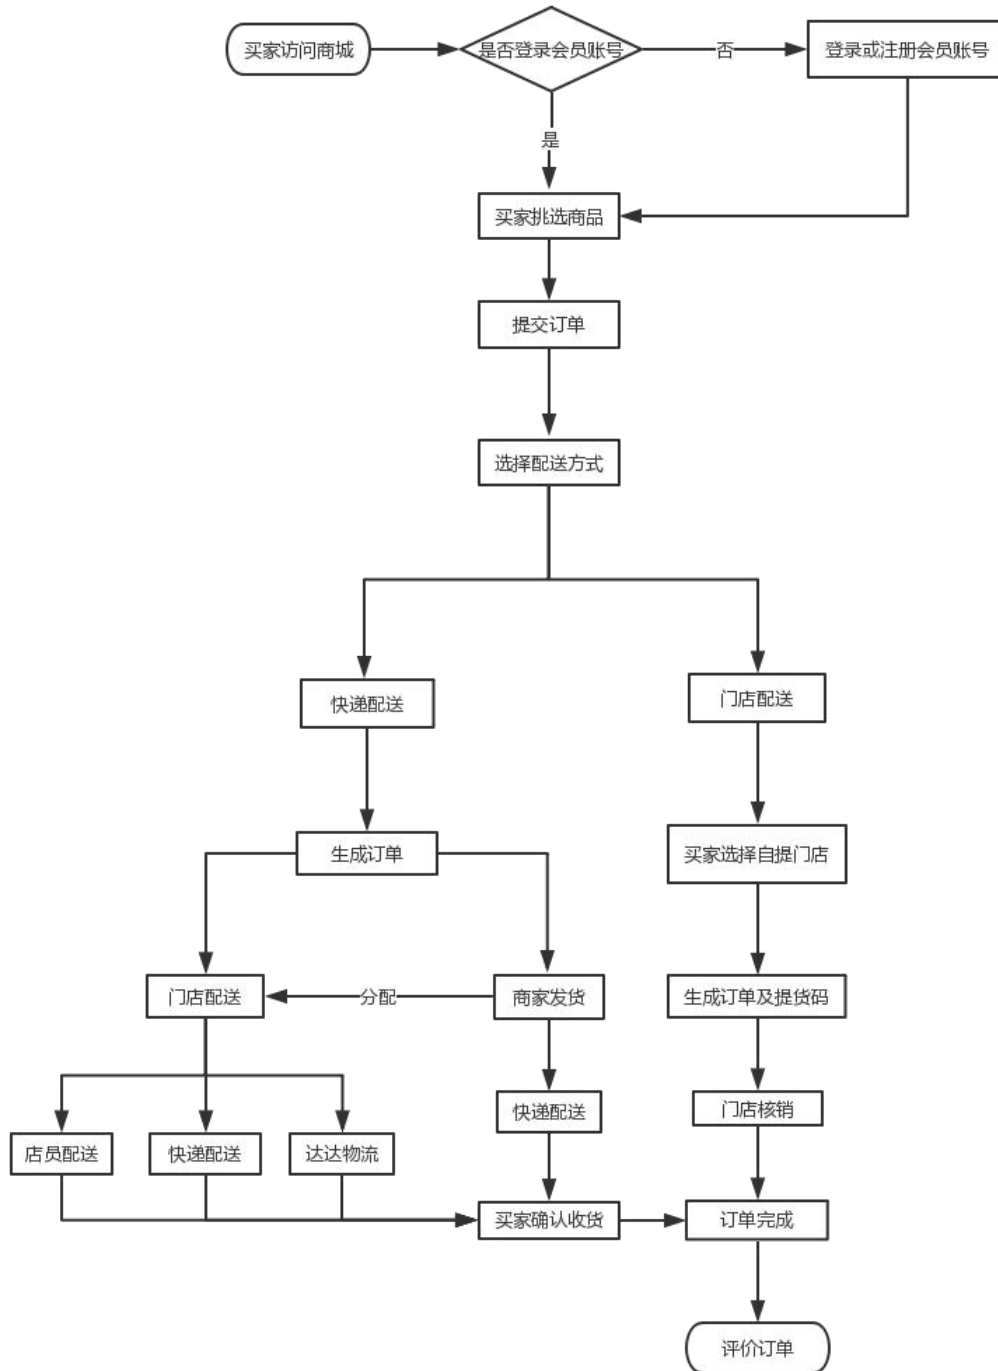 买家访问商城
是否登录会员账号
否
登录或注册会员账号
是
买家挑选商品
提交订单
选择配送方式
快递配送
门店配送
生成订单
买家选择自提门店
门店配送
分配
商家发货
生成订单及提货码
快递配送
门店核销
店员配送
快递配送
达达物流
买家确认收货
订单完成
评价订单